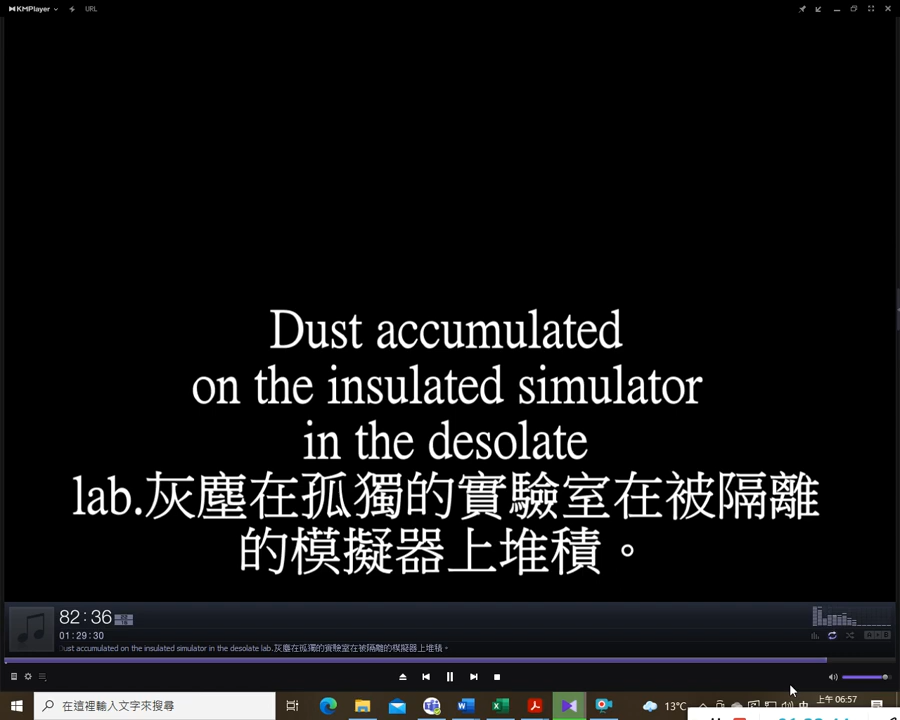 KMPlayer
URL
Dust accumulated
on the insulated simulator
in the desolate
lab.灰塵在孤獨的實驗室在被隔離
的模擬器上堆積。
82:36
01:29:30
ust accumulated on the insulated simulator in the desolate lab.灰塵在孤獨的實驗室在被隔離的模擬器上堆積。
在這裡輸入文字來搜尋
13°C
中
上午 06:57